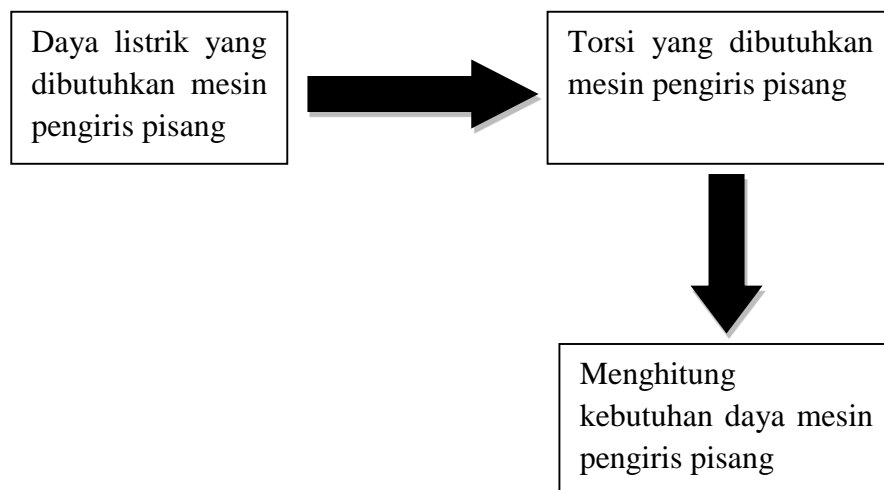 Daya listrik yang
dibutuhkan mesin
pengiris pisang
Torsi yang dibutuhkan
mesin pengiris pisang
Menghitung
kebutuhan daya mesin
pengiris pisang